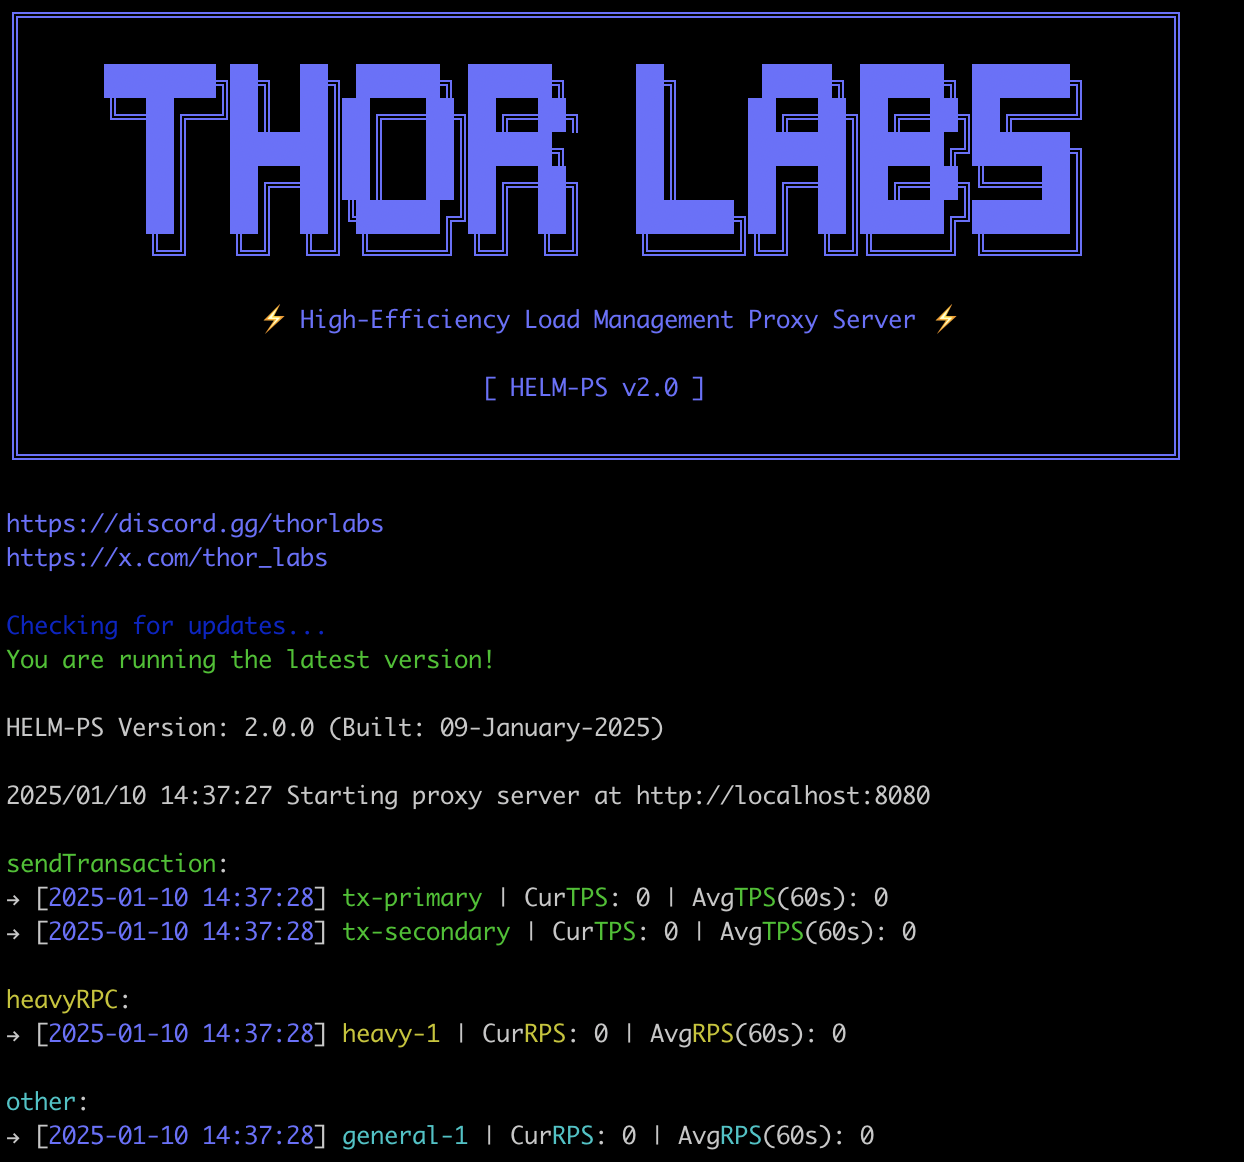 THOR LABS
⚡ High-Efficiency Load Management Proxy Server ⚡
[ HELM-PS v2.0 ]
https://discord.gg/thorlabs
https://x.com/thor_labs
Checking for updates...
You are running the latest version!
HELM-PS Version: 2.0.0 (Built: 09-January-2025)
2025/01/10 14:37:27 Starting proxy server at http://localhost:8080
sendTransaction:
→ [2025-01-10 14:37:28] tx-primary | CurTPS: 0 | AvgTPS(60s): 0
→ [2025-01-10 14:37:28] tx-secondary | CurTPS: 0 | AvgTPS(60s): 0
heavyRPC:
→ [2025-01-10 14:37:28] heavy-1 | CurRPS: 0 | AvgRPS(60s): 0
other:
→ [2025-01-10 14:37:28] general-1 | CurRPS: 0 | AvgRPS(60s): 0